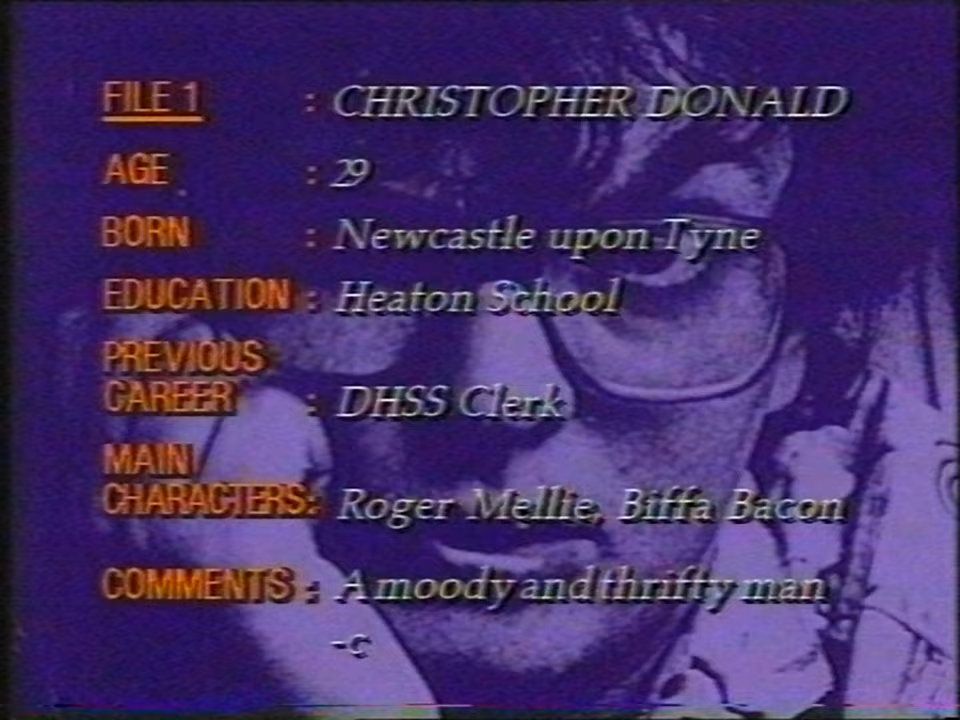 FILE 1 : CHRISTOPHER DONALD
AGE : 29
BORN : Newcastle upon Tyne
EDUCATION : Heaton School
PREVIOUS
CAREER : DHSS Clerk
MAIN
CHARACTERS: Roger Mellie, Biffa Bacon
COMMENTS : A moody and thrifty man
-c